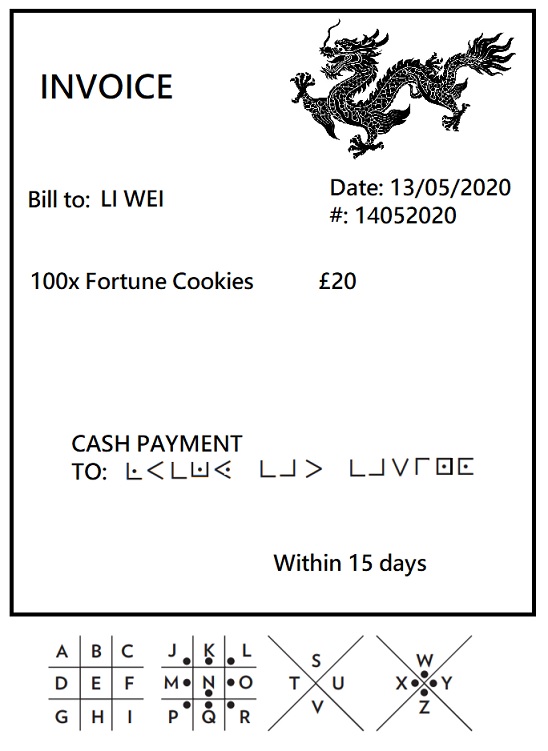 INVOICE
Bill to: LI WEI
Date: 13/05/2020
#: 14052020
100x Fortune Cookies £20
CASH PAYMENT
TO:
Within 15 days
A B C J K L S W
D E F M N O T U X Y
G H I P Q R V Z